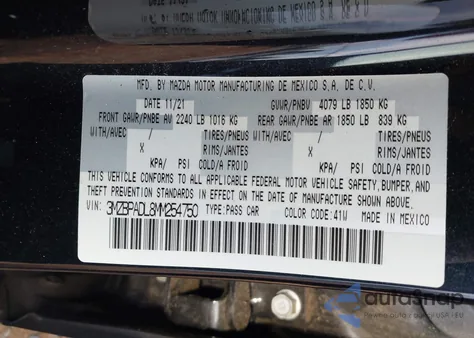 MFD. BY MAZDA MOTOR MANUFACTURING DE MEXICO S.A. DE C.V.
DATE 11/21 GVWR/PNBV 4079 LB 1850 KG
FRONT GAWR/PNBE AV 2240 LB 1016 KG REAR GAWR/PNBE AR 1850 LB 839 KG
WITH/AVEC / TIRES/PNEUS WITH/AVEC / TIRES/PNEUS
X RIMS/JANTES X RIMS/JANTES
KPA/ PSI COLD/A FROID KPA/ PSI COLD/A FROID
THIS VEHICLE CONFORMS TO ALL APPLICABLE FEDERAL MOTOR VEHICLE SAFETY, BUMPER, AND
THEFT PREVENTION STANDARDS IN EFFECT ON THE DATE OF MANUFACTURE SHOWN ABOVE.
VIN: 3MZBPADL8MM254750 TYPE: PASS CAR COLOR CODE: 41W MADE IN MEXICO
autoSnap